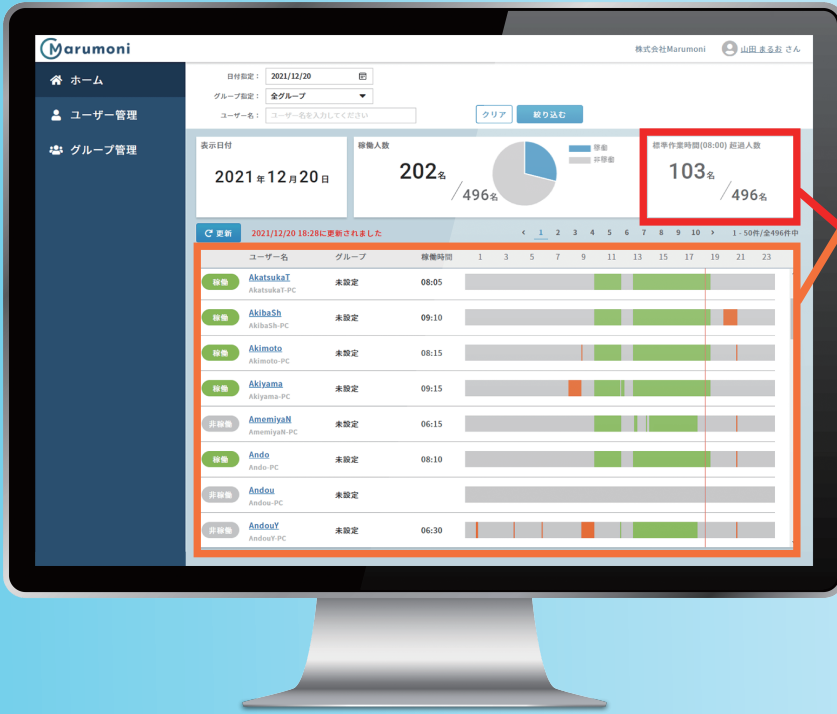 Marumoni
株式会社Marumoni 山田 まるお さん
ホーム
ユーザー管理
グループ管理
日付指定： 2021/12/20
グループ指定： 全グループ
ユーザー名： ユーザー名を入力してください
クリア 絞り込む
表示日付
2021年12月20日
稼働人数
202名
496名
稼働
非稼働
標準作業時間(08:00) 超過人数
103名
496名
更新 2021/12/20 18:28に更新されました
1 2 3 4 5 6 7 8 9 10 1 - 50件/全496件中
ユーザー名 グループ 稼働時間 1 3 5 7 9 11 13 15 17 19 21 23
稼働 AkatsukaT 未設定 08:05
AkatsukaT-PC
稼働 AkibaSh 未設定 09:10
AkibaSh-PC
稼働 Akimoto 未設定 08:15
Akimoto-PC
稼働 Akiyama 未設定 09:15
Akiyama-PC
非稼働 AmemiyaN 未設定 06:15
AmemiyaN-PC
稼働 Ando 未設定 08:10
Ando-PC
非稼働 Andou 未設定
Andou-PC
非稼働 AndouY 未設定 06:30
AndouY-PC